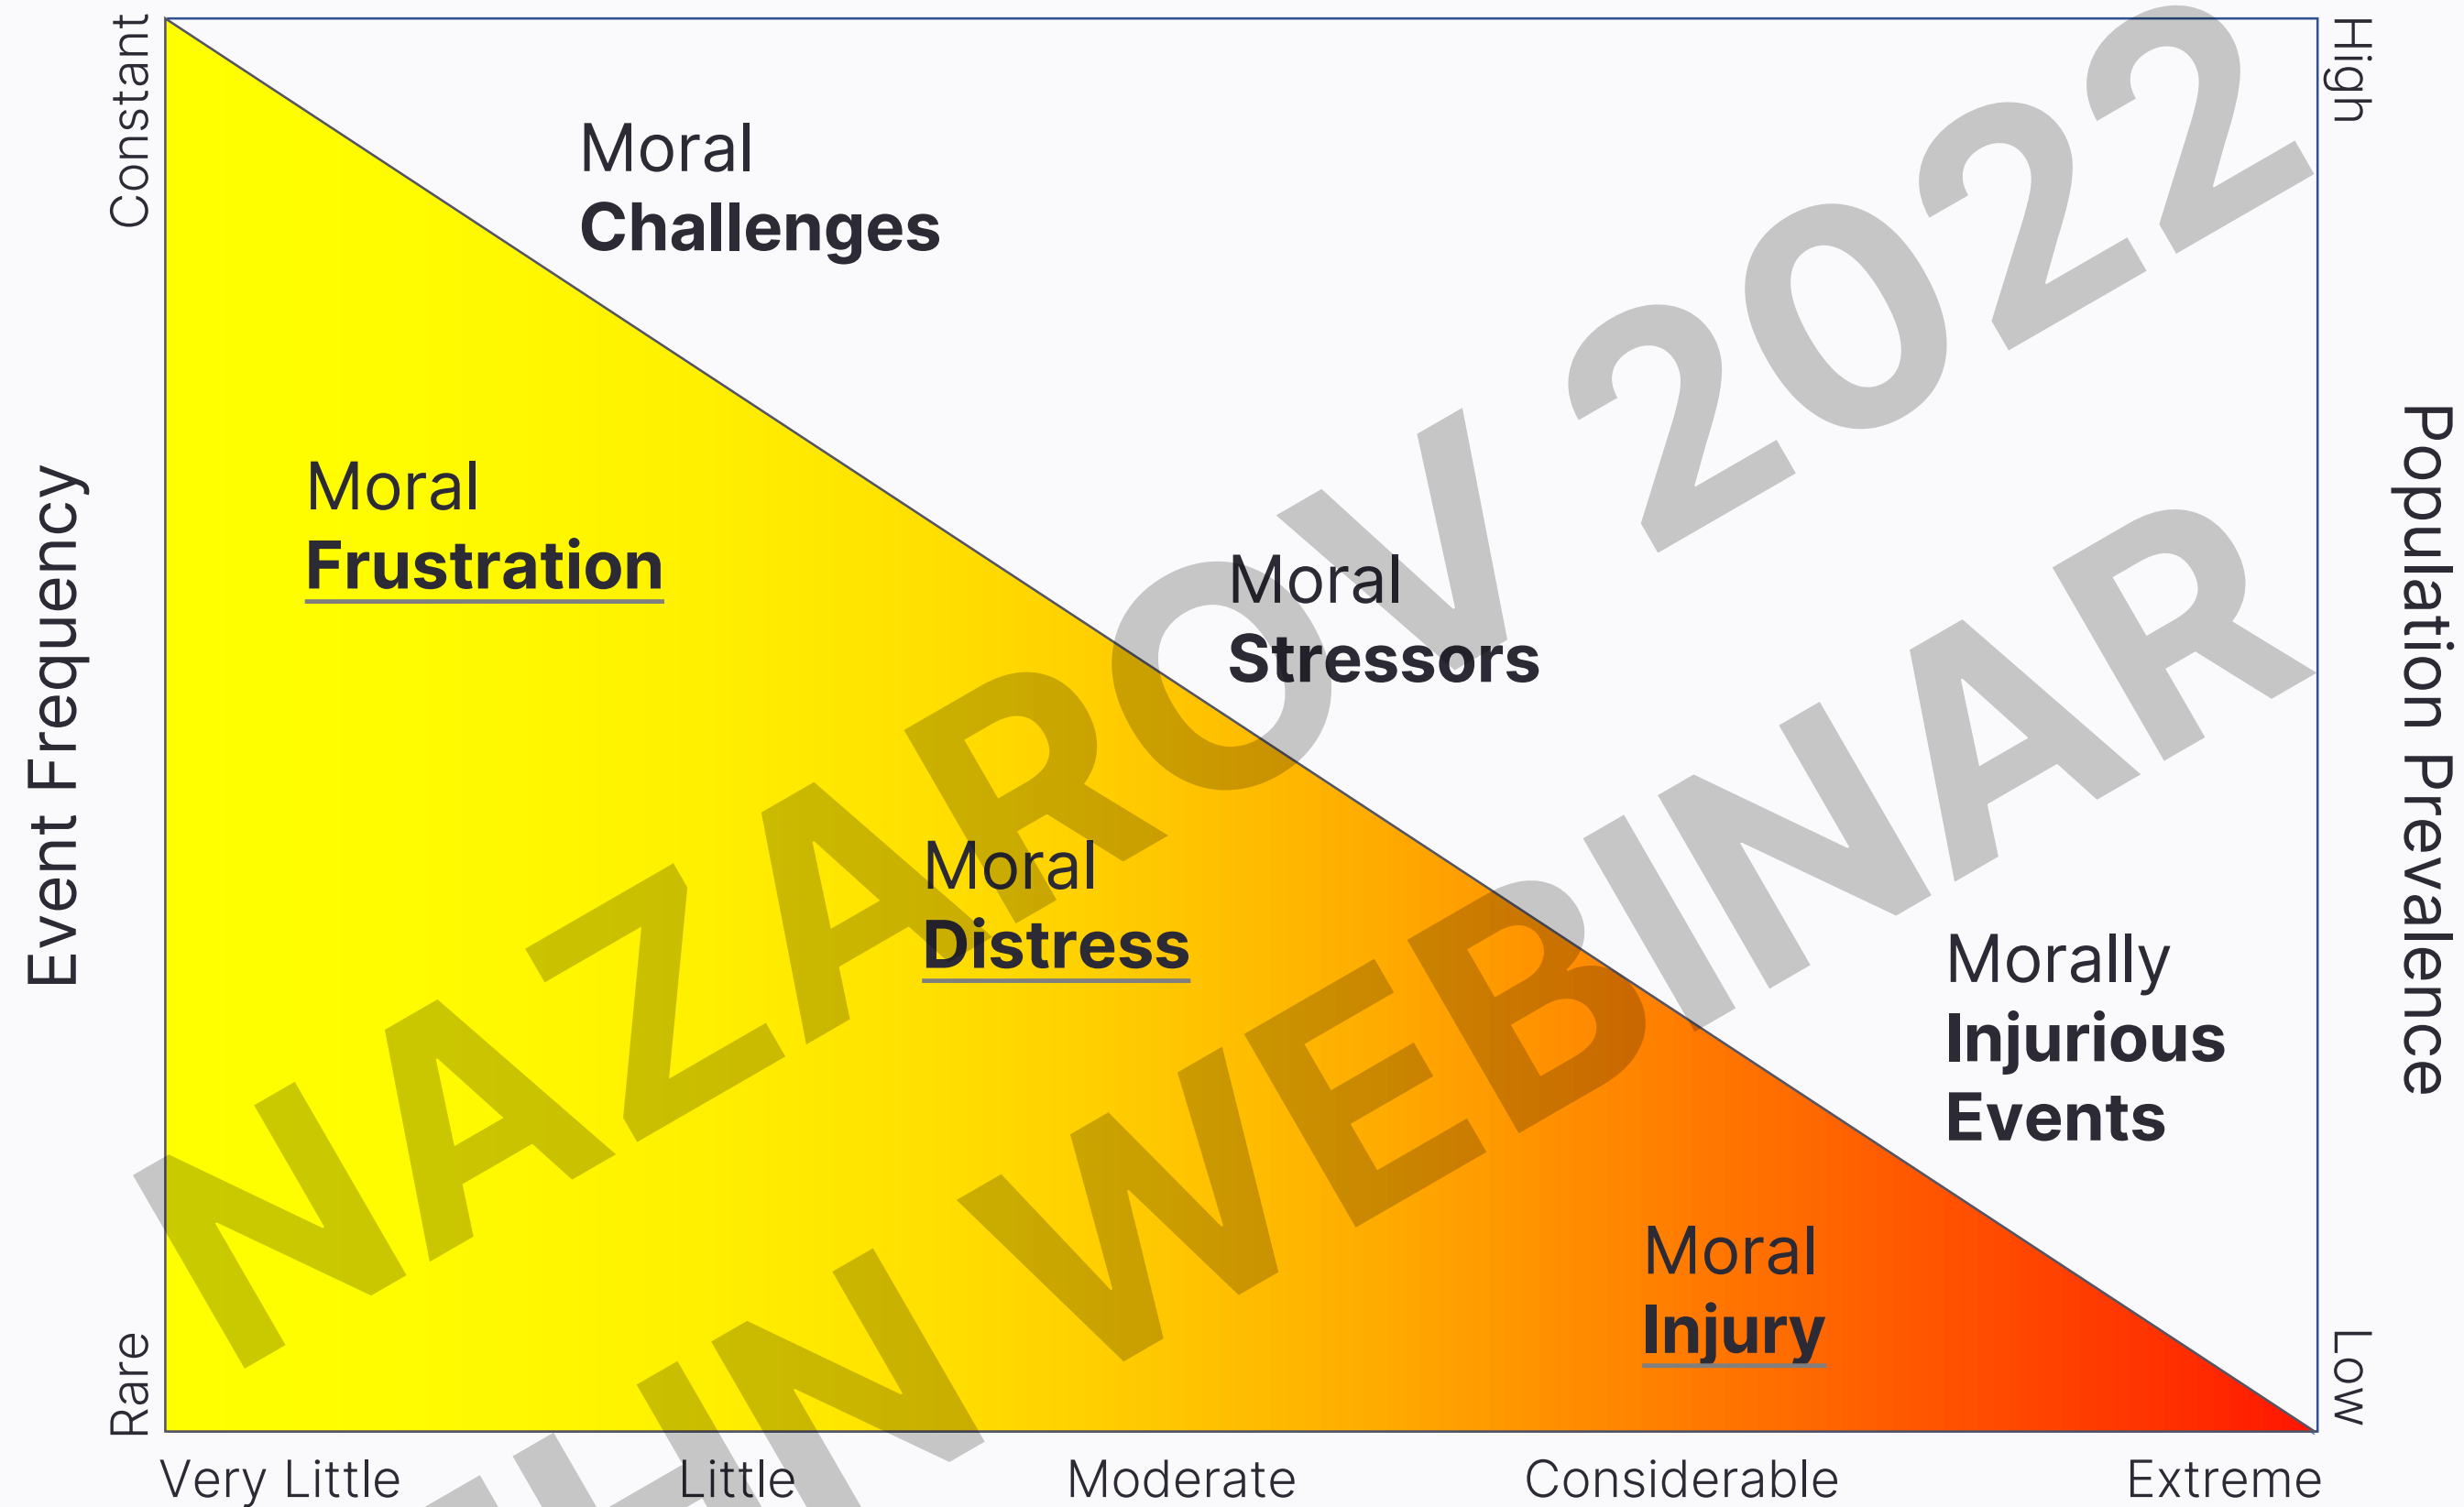 Constant
High
Moral
Challenges
Moral
Frustration
Moral
Stressors
Event Frequency
Population Prevalence
Moral
Distress
Morally
Injurious
Events
Moral
Injury
Rare
Low
Very Little
Little
Moderate
Considerable
Extreme
NAZAROV 2022
WEBINAR